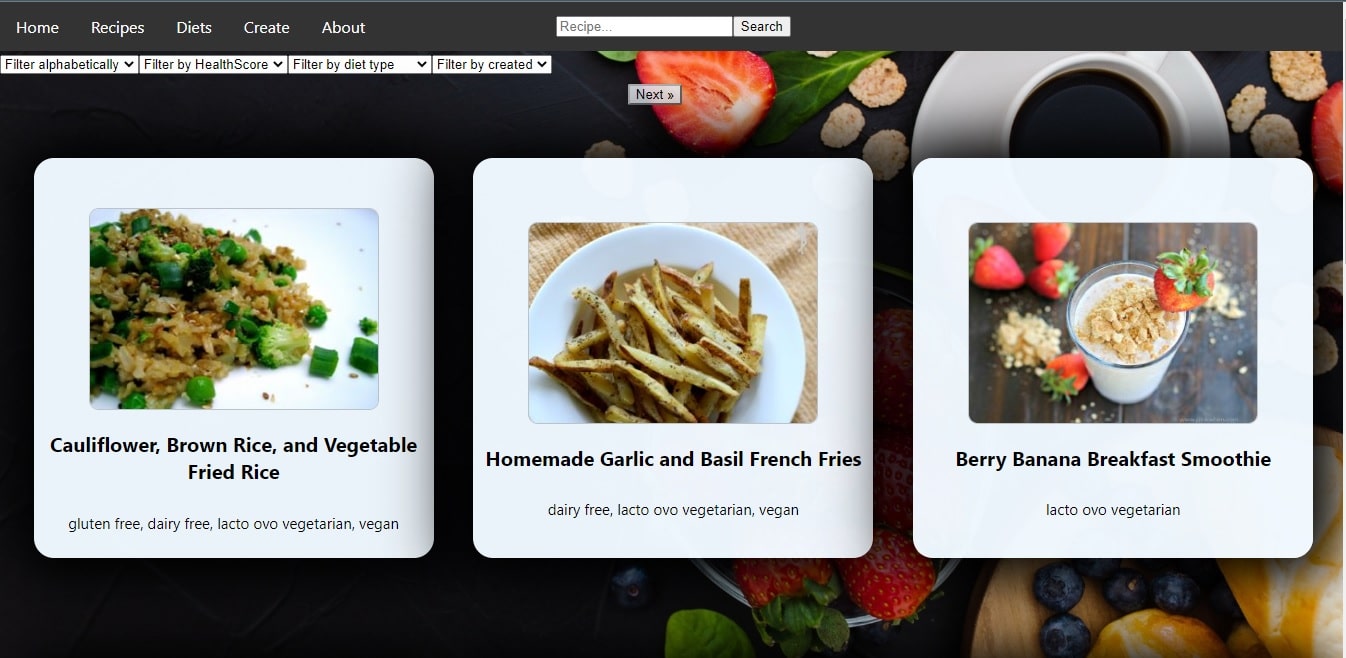 Home Recipes Diets Create About Recipe... Search
Filter alphabetically Filter by HealthScore Filter by diet type Filter by created
Next »
Cauliflower, Brown Rice, and Vegetable
Fried Rice
gluten free, dairy free, lacto ovo vegetarian, vegan
Homemade Garlic and Basil French Fries
dairy free, lacto ovo vegetarian, vegan
Berry Banana Breakfast Smoothie
lacto ovo vegetarian